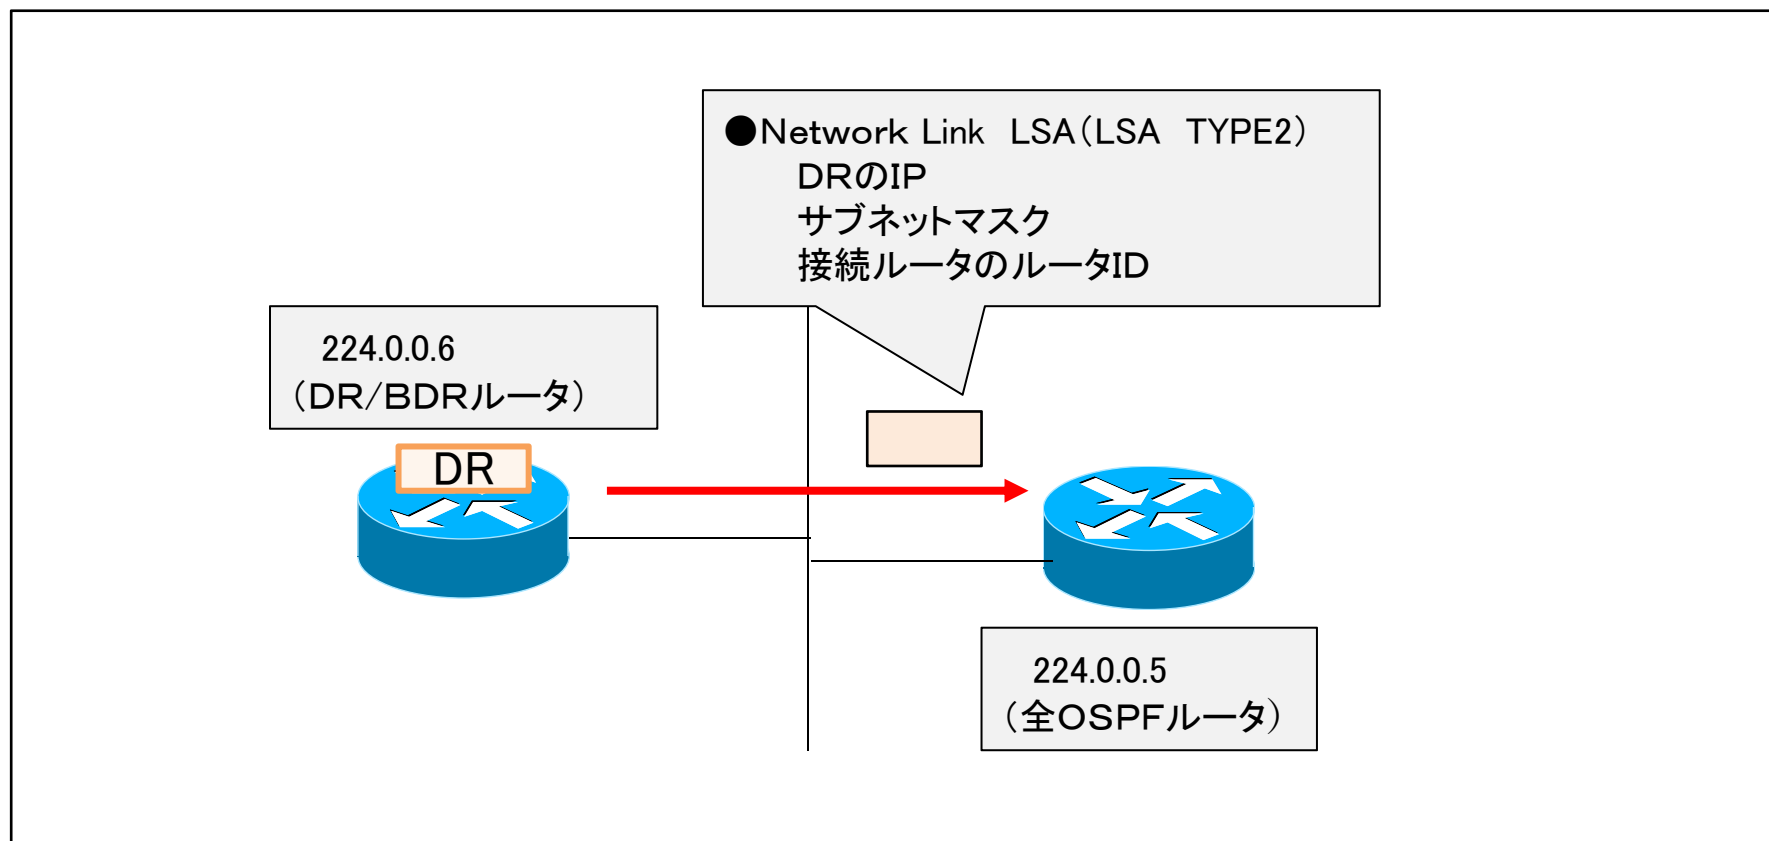 ●Network Link　LSA（LSA　TYPE2）
DRのIP
サブネットマスク
接続ルータのルータID
224.0.0.6
（DR/BDRルータ）
DR
224.0.0.5
（全OSPFルータ）